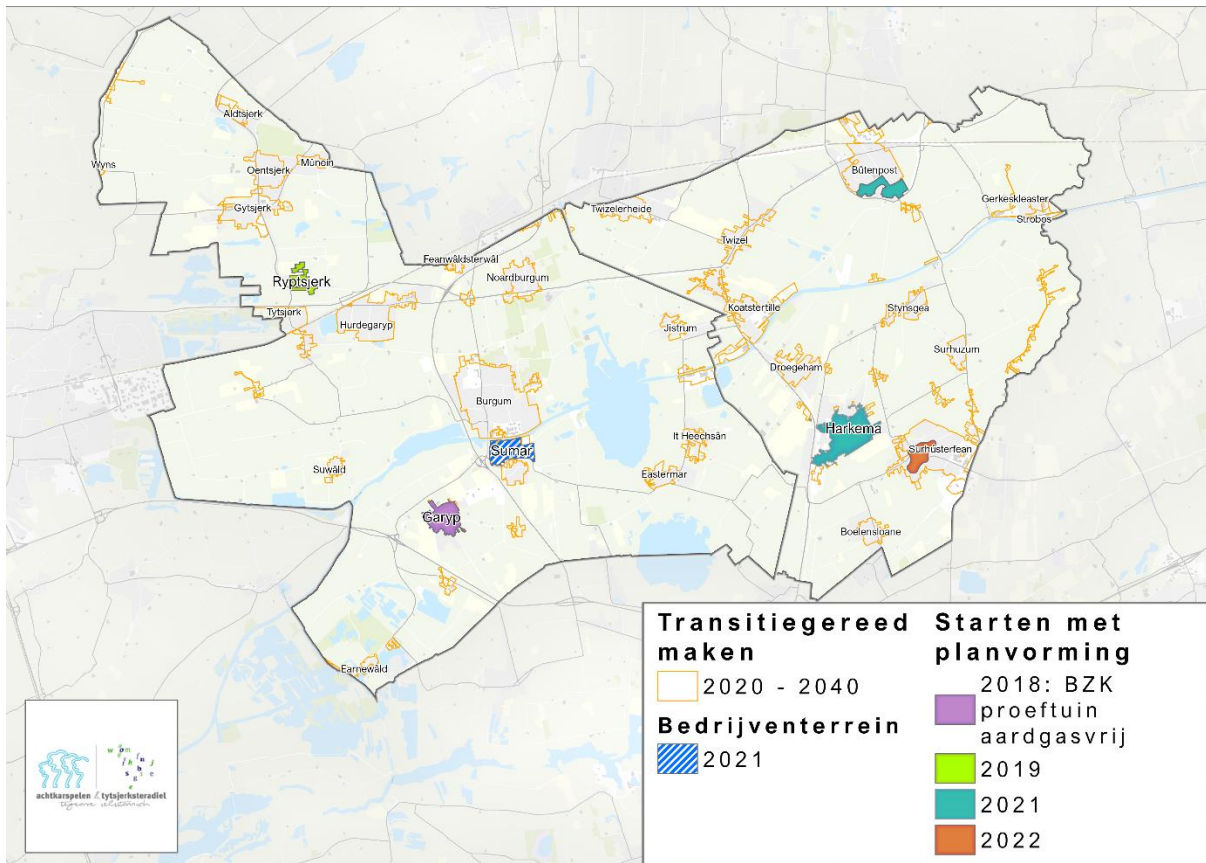 Aldtsjerk
Wyns
Oentsjerk
Mûnein
Gytsjerk
Ryptsjerk
Tytsjerk
Hurdegaryp
Feanwâldsterwâl
Noardburgum
Twizelerheide
Twizel
Bûtenpost
Gerkeskleaster
Strobos
Koatstertille
Stynsgea
Jistrum
Droegeham
Surhuzum
Burgum
Sumar
It Heechsân
Harkema
Surhústerfean
Suwâld
Eastermar
Garyp
Boelensloane
Earnewâld
Transitiegereed
maken
2020 - 2040
Bedrijventerrein
2021
Starten met
planvorming
2018: BZK
proeftuin
aardgasvrij
2019
2021
2022
achtkarspelen & tytsjerksteradiel